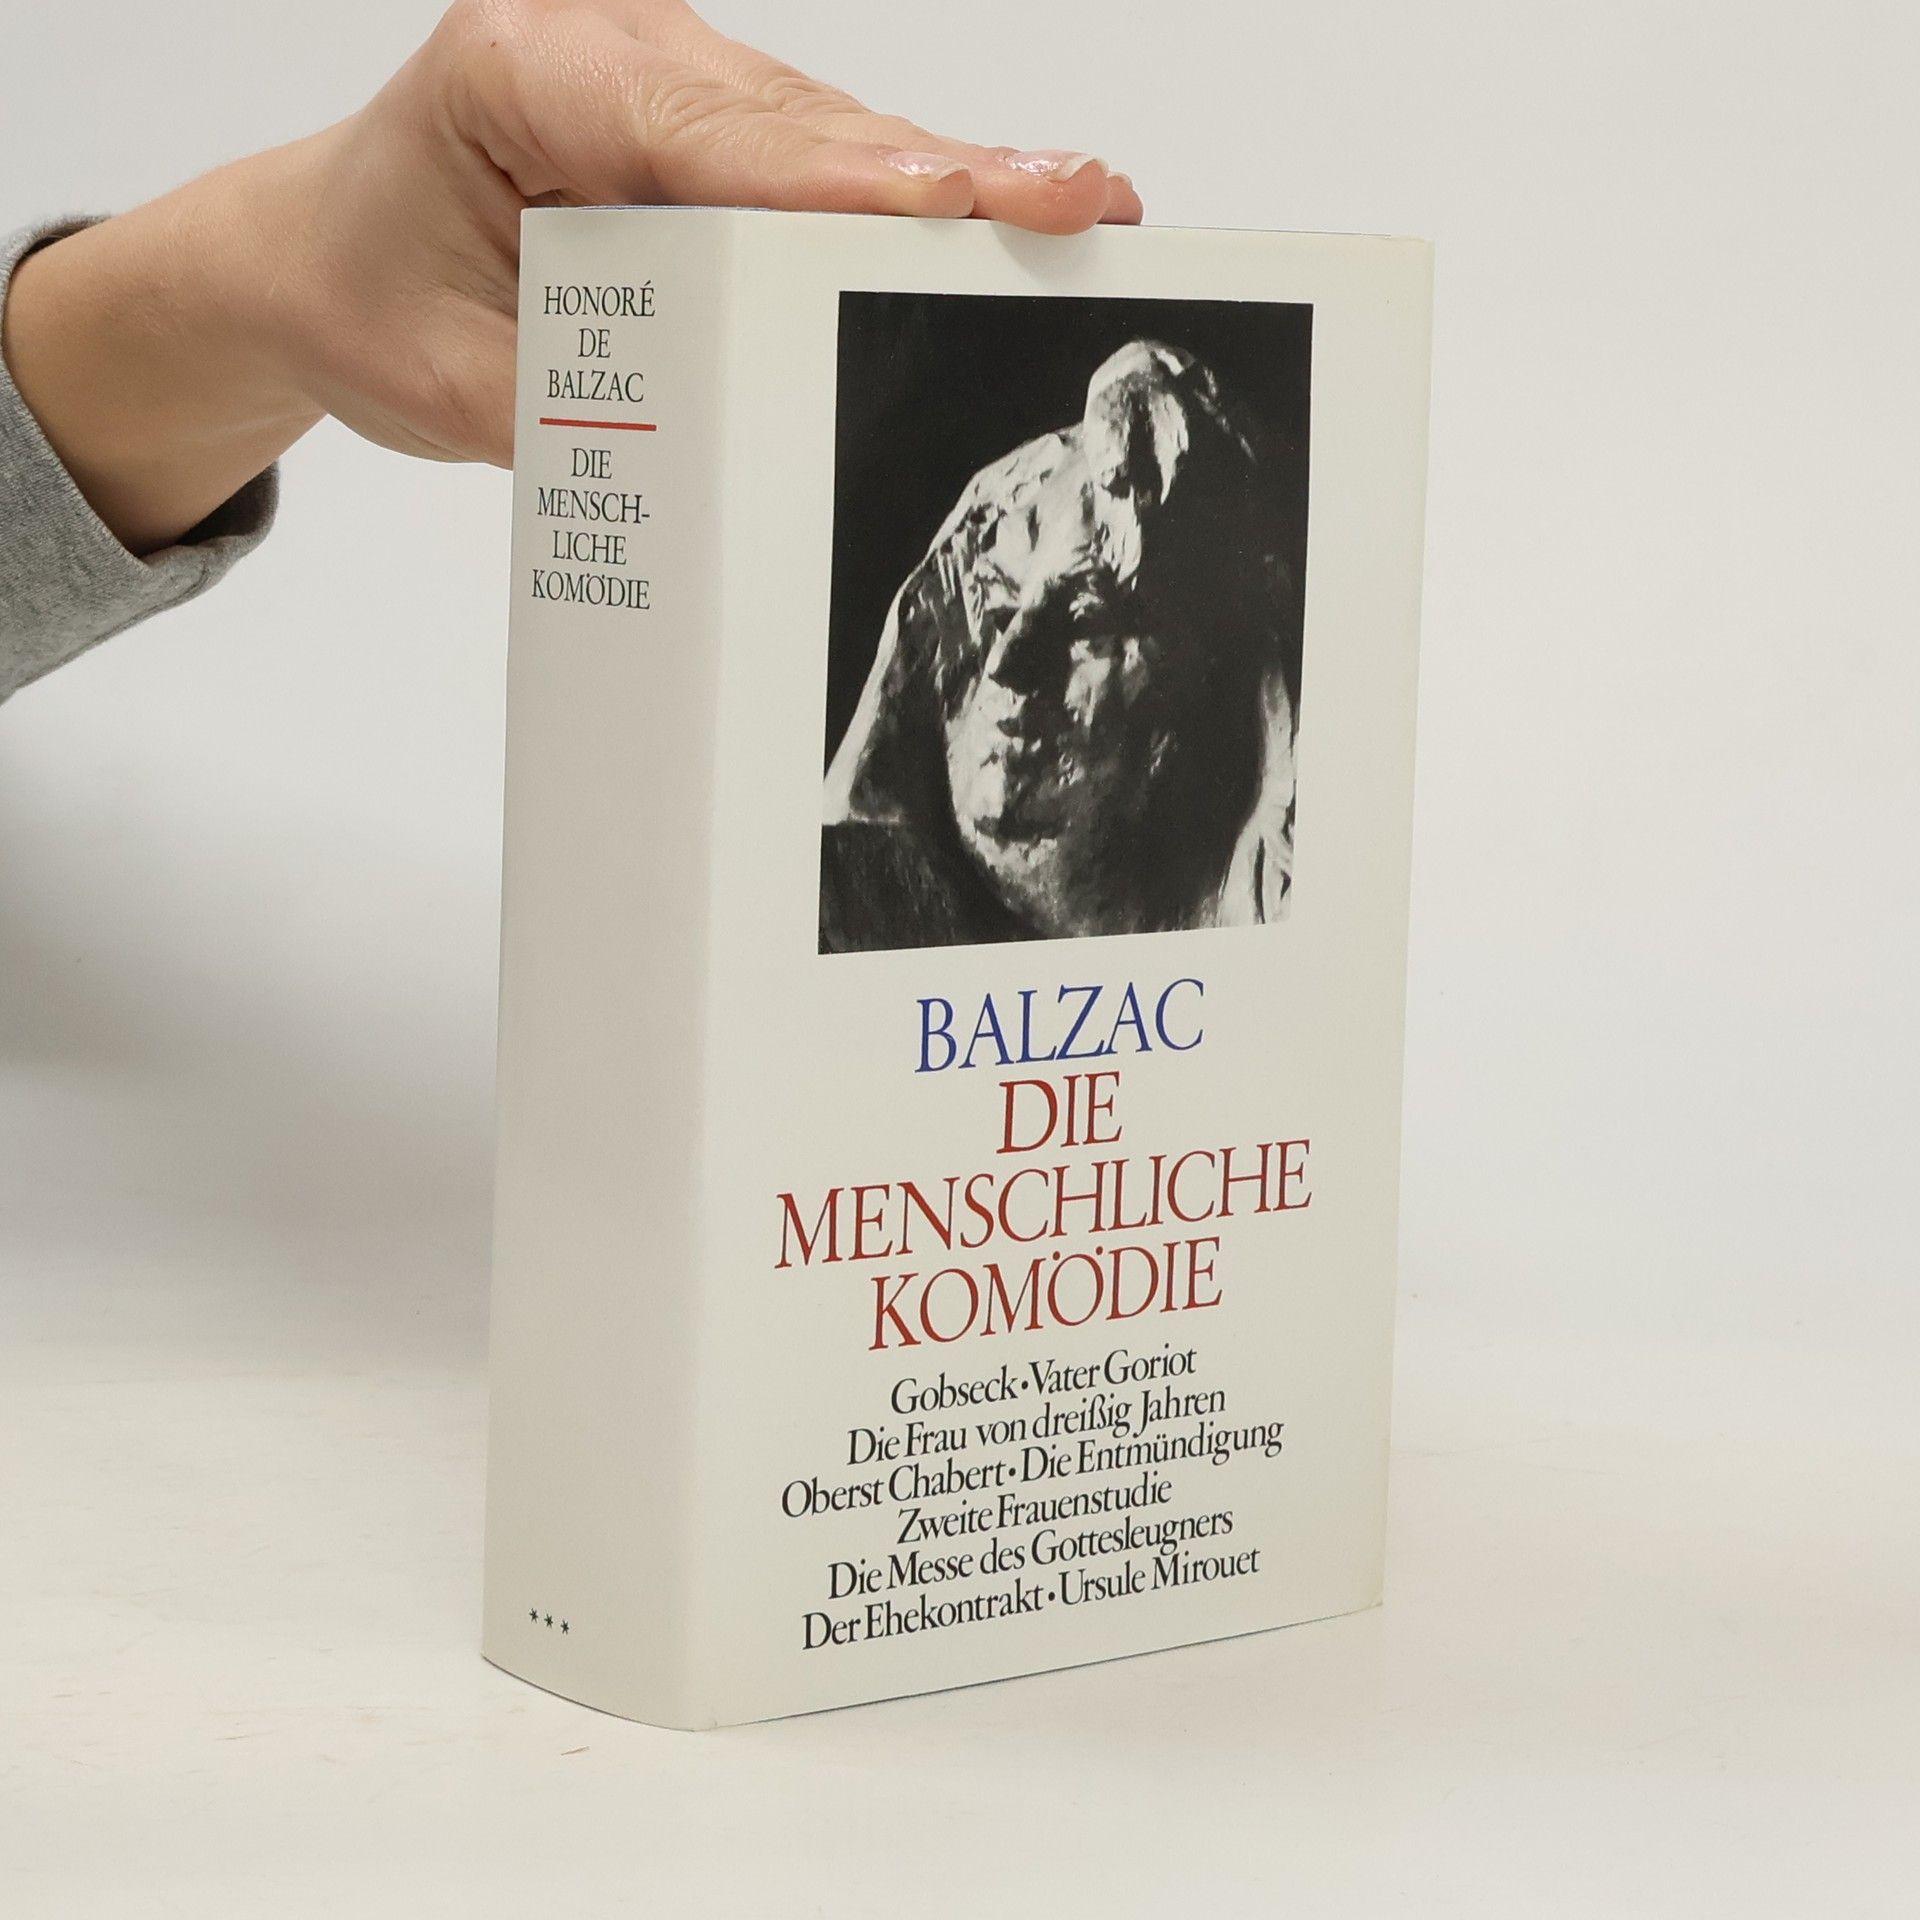 HONORÉ
DE
BALZAC
DIE
MENSCH-
LICHE
KOMÖDIE
***
BALZAC
DIE
MENSCHLICHE
KOMÖDIE
Gobseck • Vater Goriot
Die Frau von dreißig Jahren
Oberst Chabert • Die Entmündigung
Zweite Frauenstudie
Die Messe des Gottesleugners
Der Ehekontrakt • Ursule Mirouet